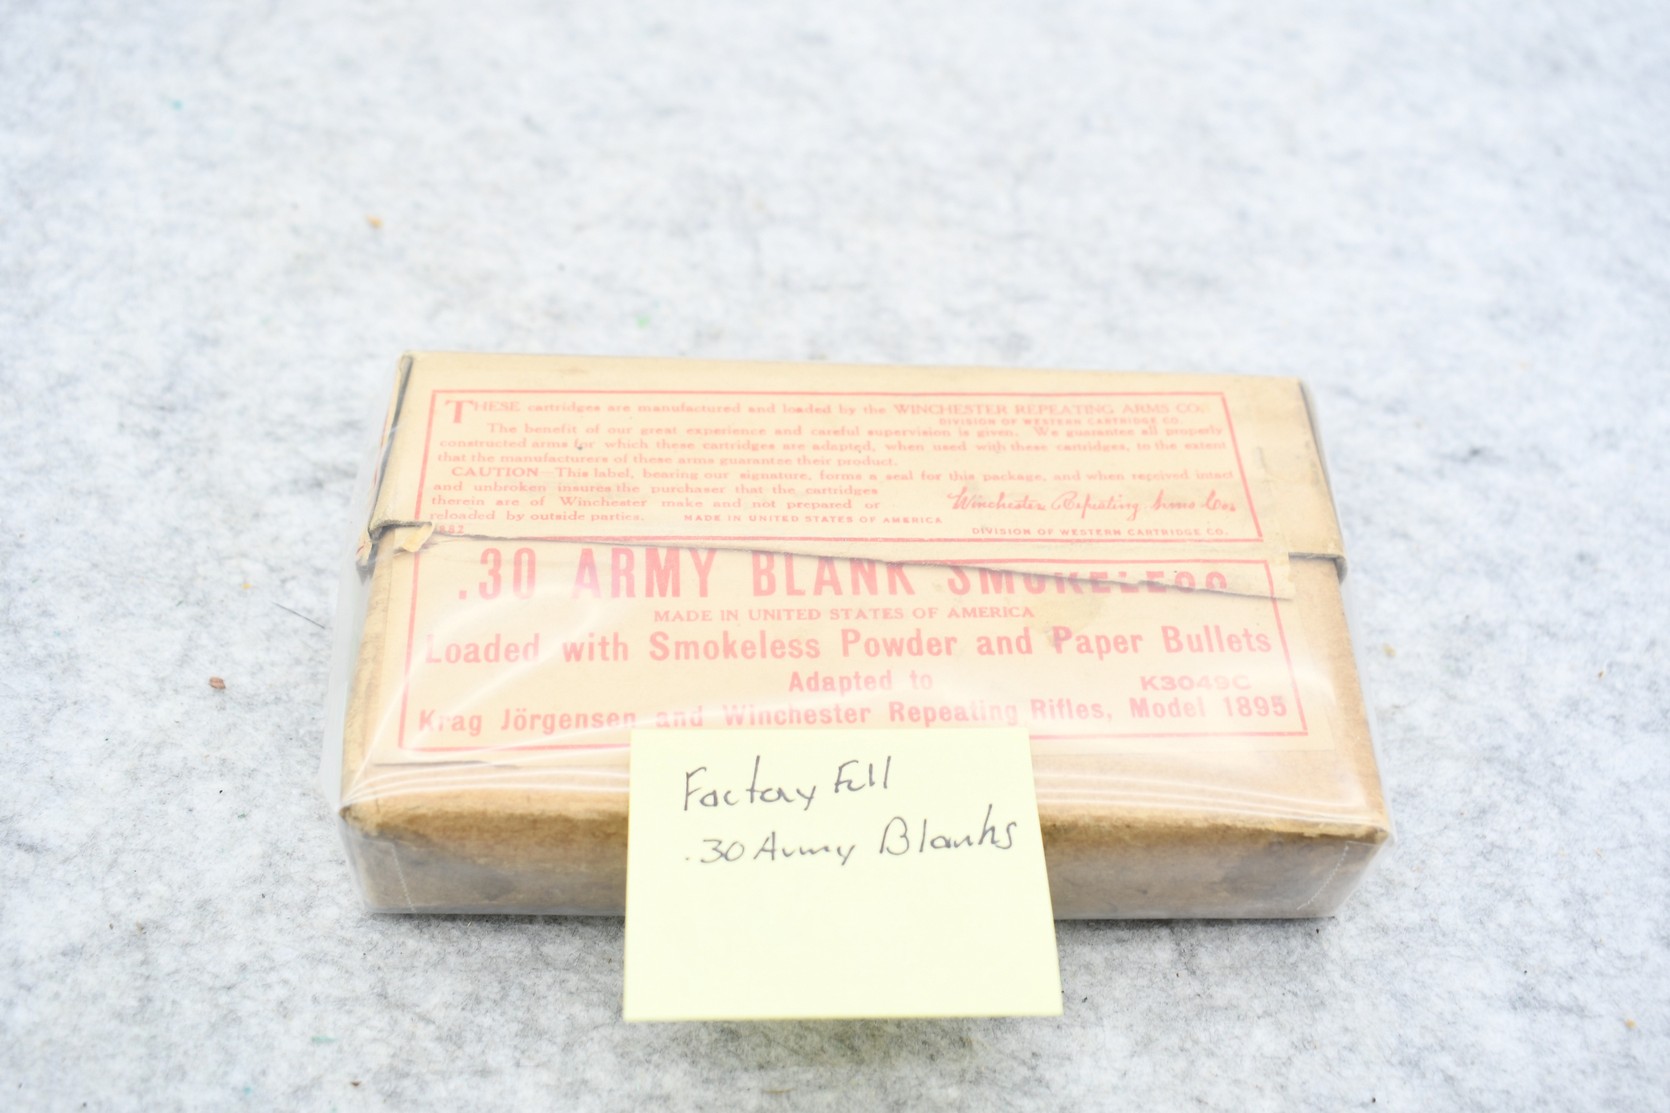 THESE cartridges are manufactured and loaded by the WINCHESTER REPEATING ARMS CO.
DIVISION OF WESTERN CARTRIDGE CO.
The benefit of our great experience and careful supervision is given. We guarantee all properly
constructed arms for which these cartridges are adapted, when used with these cartridges, to the extent
that the manufacturers of these arms guarantee their product.
CAUTION—This label, bearing our signature, forms a seal for this package, and when received intact
and unbroken insures the purchaser that the cartridges
therein are of Winchester make and not prepared or
reloaded by outside parties. MADE IN UNITED STATES OF AMERICA
Winchester Repeating Arms Co.
DIVISION OF WESTERN CARTRIDGE CO.
.30 ARMY BLANK SMOKELESS
MADE IN UNITED STATES OF AMERICA
Loaded with Smokeless Powder and Paper Bullets
Adapted to K3049C
Krag Jörgensen and Winchester Repeating Rifles, Model 1895
Factory Full
.30 Army Blanks